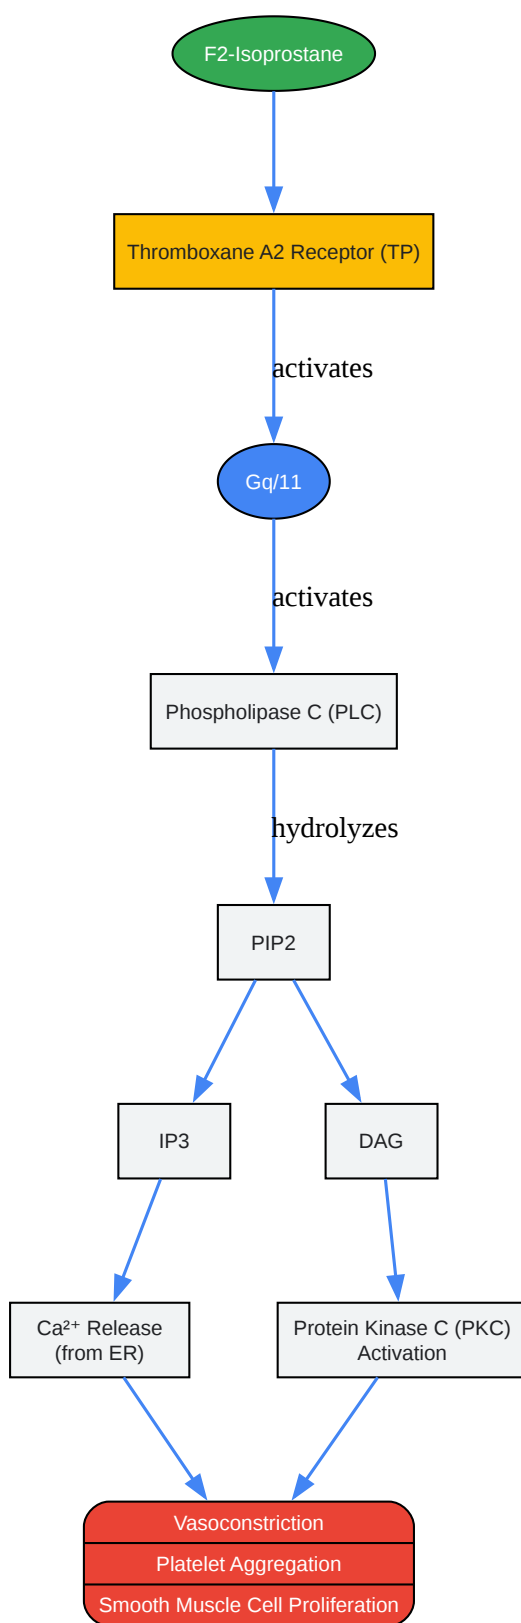 F2-Isoprostane
Thromboxane A2 Receptor (TP)
activates
Gq/11
activates
Phospholipase C (PLC)
hydrolyzes
PIP2
IP3
DAG
Ca²⁺ Release
(from ER)
Protein Kinase C (PKC)
Activation
Vasoconstriction
Platelet Aggregation
Smooth Muscle Cell Proliferation